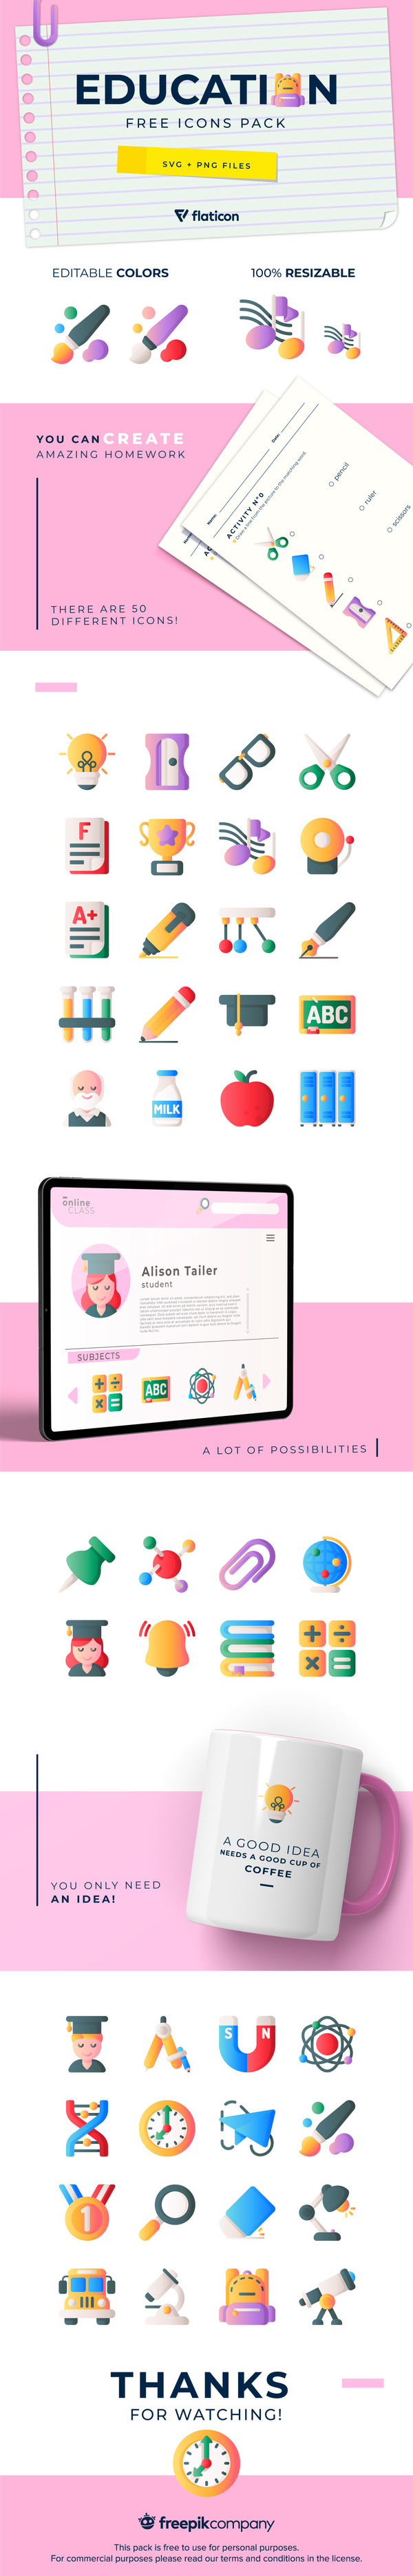 EDUCATI N
FREE ICONS PACK
SVG + PNG FILES
flaticon
EDITABLE COLORS
100% RESIZABLE
YOU CAN CREATE
AMAZING HOMEWORK
Name:
Date:
ACTIVITY Nº0
Draw a line from the picture to the matching word.
pencil
ruler
scissors
THERE ARE 50
DIFFERENT ICONS!
F
A+
ABC
MILK
online
CLASS
Alison Tailer
student
SUBJECTS
ABC
A LOT OF POSSIBILITIES
A GOOD IDEA
NEEDS A GOOD CUP OF
COFFEE
YOU ONLY NEED
AN IDEA!
S N
1
THANKS
FOR WATCHING!
freepikcompany
This pack is free to use for personal purposes.
For commercial purposes please read our terms and conditions in the license.